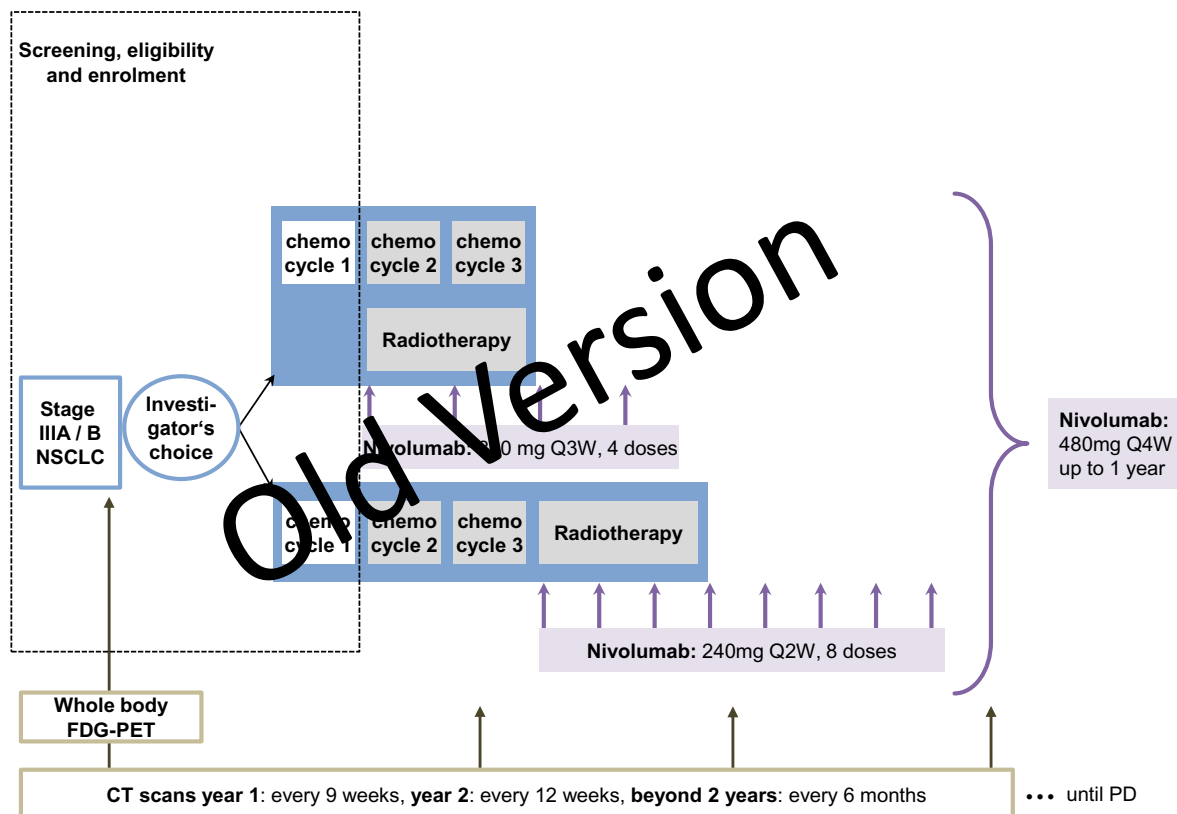 Screening, eligibility
and enrolment
chemo
cycle 1
chemo
cycle 2
chemo
cycle 3
Radiotherapy
Stage
IIIA / B
NSCLC
Investi-
gator‘s
choice
Nivolumab: mg Q3W, 4 doses
Nivolumab:
480mg Q4W
up to 1 year
chemo
cycle 1
chemo
cycle 2
chemo
cycle 3
Radiotherapy
Old Version
Nivolumab: 240mg Q2W, 8 doses
Whole body
FDG-PET
CT scans year 1: every 9 weeks, year 2: every 12 weeks, beyond 2 years: every 6 months
••• until PD